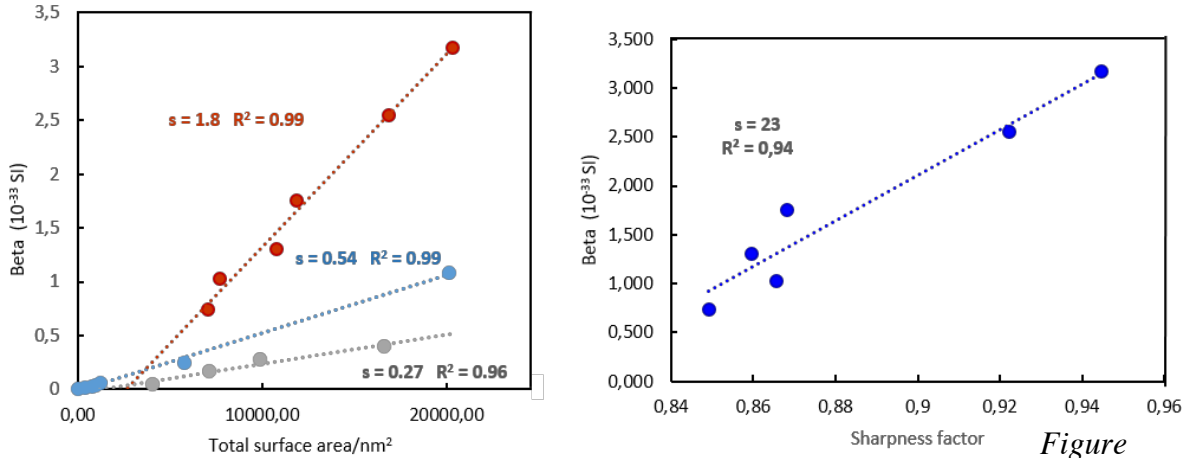 3,5
3
2,5
2
1,5
1
0,5
0
Beta (10⁻³³ SI)
s = 1.8 R² = 0.99
s = 0.54 R² = 0.99
s = 0.27 R² = 0.96
0,00
10000,00
20000,00
Total surface area/nm²
3,500
3,000
2,500
2,000
1,500
1,000
0,500
0,000
Beta (10⁻³³ SI)
s = 23
R² = 0,94
0,84
0,86
0,88
0,9
0,92
0,94
0,96
Sharpness factor
Figure